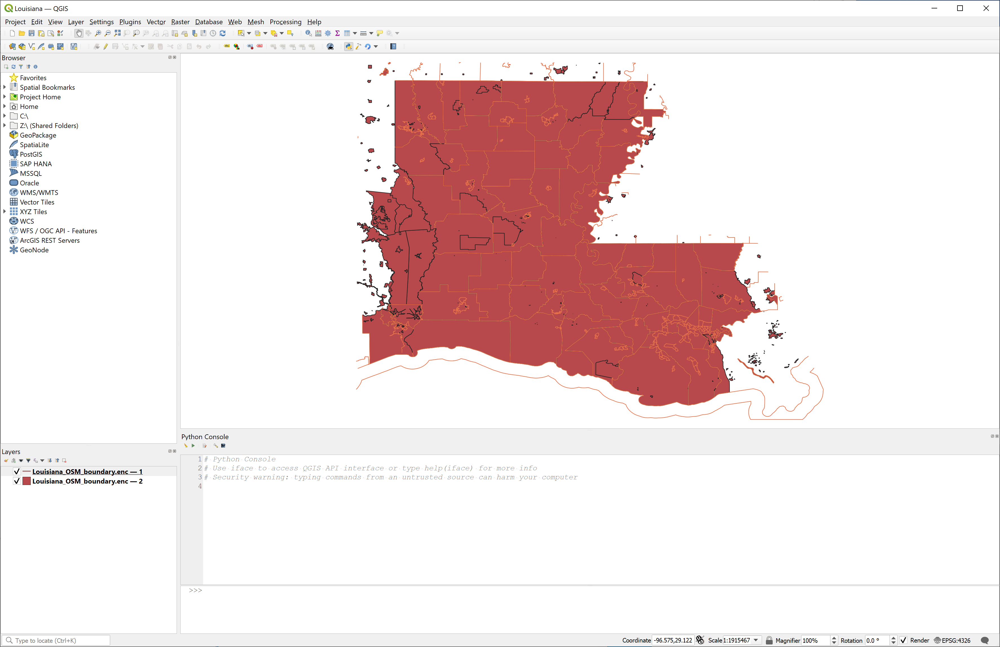 Louisiana — QGIS
Project Edit View Layer Settings Plugins Vector Raster Database Web Mesh Processing Help
Browser
Favorites
Spatial Bookmarks
Project Home
Home
C:\
Z:\ (Shared Folders)
GeoPackage
SpatiaLite
PostGIS
SAP HANA
MSSQL
Oracle
WMS/WMTS
Vector Tiles
XYZ Tiles
WCS
WFS / OGC API - Features
ArcGIS REST Servers
GeoNode
Layers
Louisiana_OSM_boundary.enc — 1
Louisiana_OSM_boundary.enc — 2
Python Console
1 # Python Console
2 # Use iface to access QGIS API interface or type help(iface) for more info
3 # Security warning: typing commands from an untrusted source can harm your computer
4
>>>
Type to locate (Ctrl+K)
Coordinate -96.575,29.122 Scale 1:1915467 Magnifier 100% Rotation 0.0 ° Render EPSG:4326